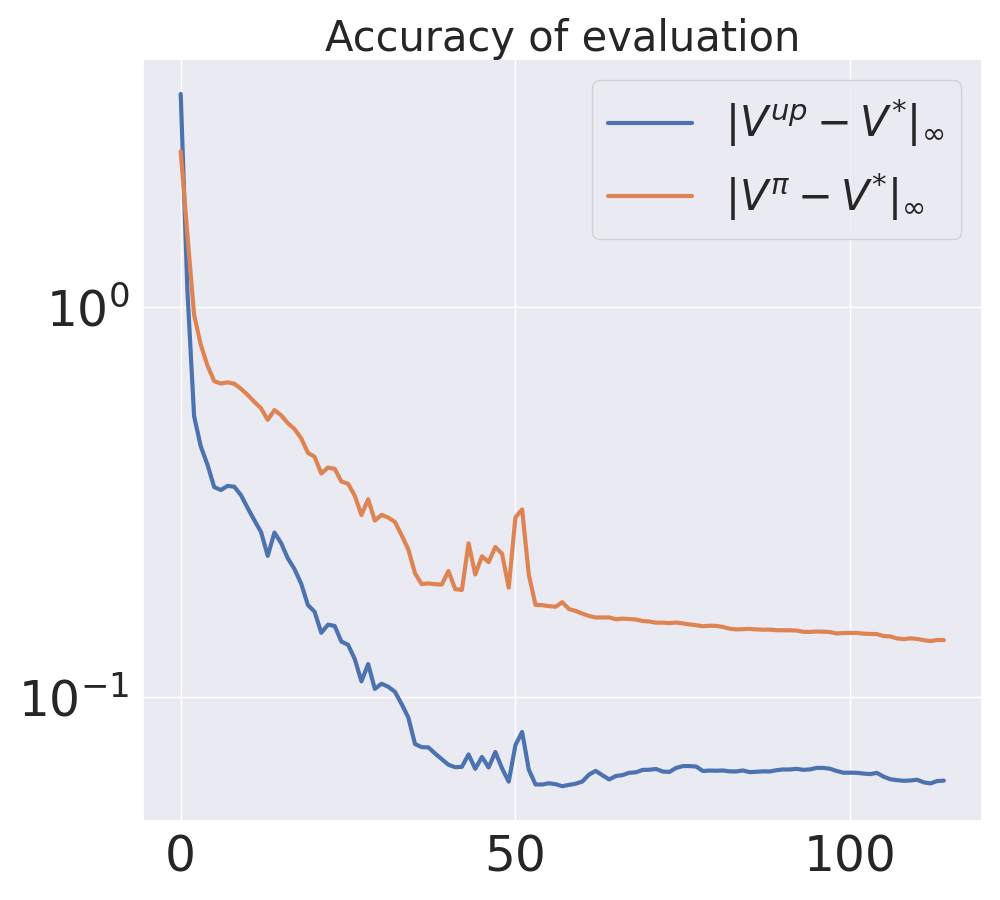 Accuracy of evaluation
|V^{up} − V^*|_∞
|V^π − V^*|_∞
10^0
10^{−1}
0 50 100